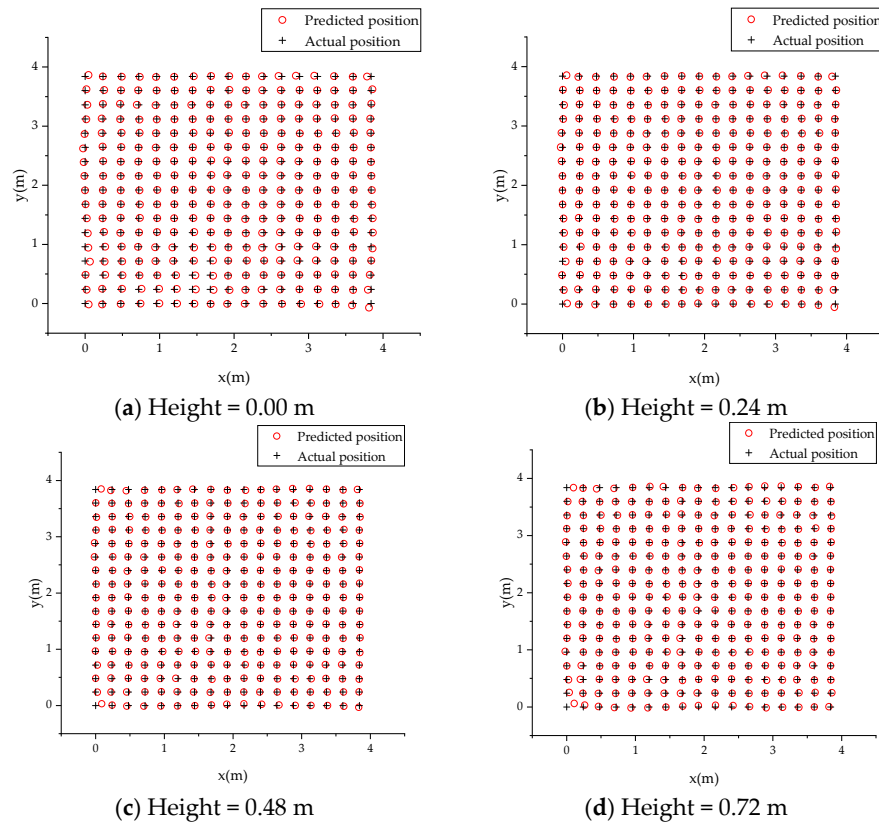 Predicted position
Actual position
4
3
2
1
0
y(m)
0
1
2
3
4
x(m)
(a) Height = 0.00 m
Predicted position
Actual position
4
3
2
1
0
y(m)
0
1
2
3
4
x(m)
(b) Height = 0.24 m
Predicted position
Actual position
4
3
2
1
0
y(m)
0
1
2
3
4
x(m)
(c) Height = 0.48 m
Predicted position
Actual position
4
3
2
1
0
y(m)
0
1
2
3
4
x(m)
(d) Height = 0.72 m